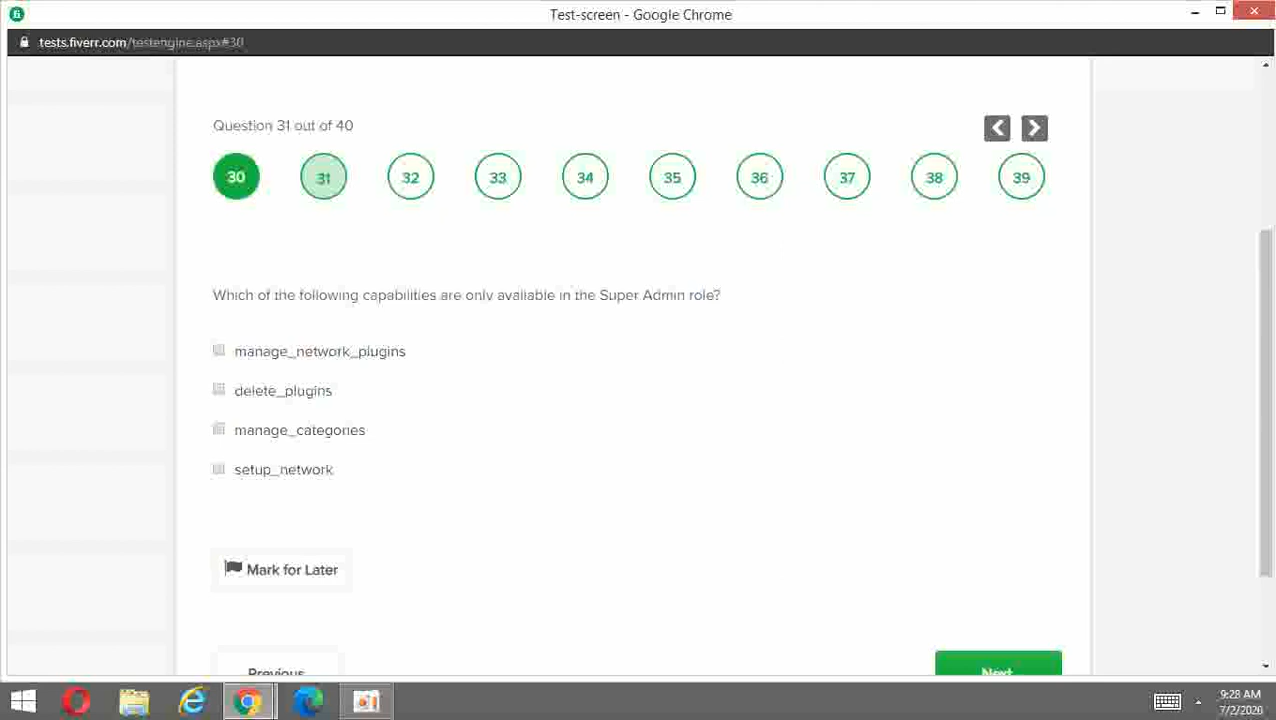 Test-screen - Google Chrome
tests.fiverr.com/testengine.aspx#30
Question 31 out of 40
30 31 32 33 34 35 36 37 38 39
Which of the following capabilities are only available in the Super Admin role?
manage_network_plugins
delete_plugins
manage_categories
setup_network
Mark for Later
Previous Next
9:28 AM
7/2/2020